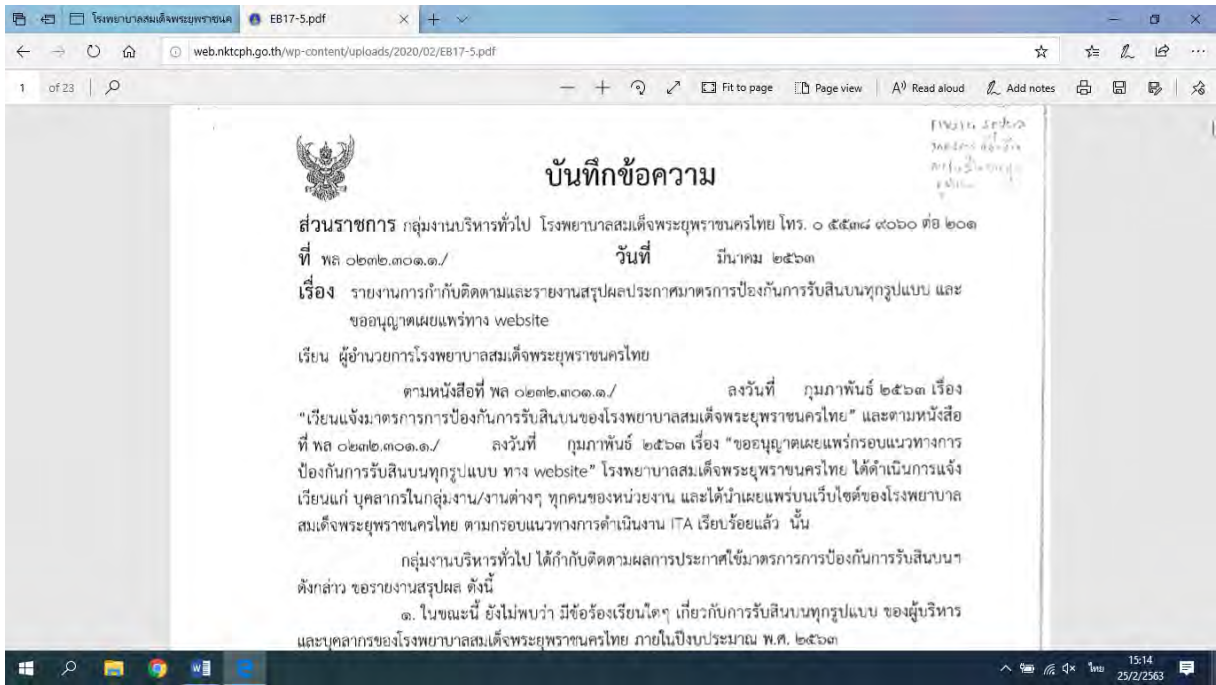 โรงพยาบาลสมเด็จพระยุพราชนค
EB17-5.pdf
web.nktcph.go.th/wp-content/uploads/2020/02/EB17-5.pdf
1 of 23
Fit to page
Page view
Read aloud
Add notes
บันทึกข้อความ
ส่วนราชการ กลุ่มงานบริหารทั่วไป โรงพยาบาลสมเด็จพระยุพราชนครไทย โทร. ๐ ๕๕๓๘ ๙๐๖๐ ต่อ ๒๐๑
ที่ พล ๐๒๓๒.๓๐๑.๑./ วันที่ มีนาคม ๒๕๖๓
เรื่อง รายงานการกำกับติดตามและรายงานสรุปผลประกาศมาตรการป้องกันการรับสินบนทุกรูปแบบ และ
ขออนุญาตเผยแพร่ทาง website
เรียน ผู้อำนวยการโรงพยาบาลสมเด็จพระยุพราชนครไทย
ตามหนังสือที่ พล ๐๒๓๒.๓๐๑.๑./ ลงวันที่ กุมภาพันธ์ ๒๕๖๓ เรื่อง
"เวียนแจ้งมาตรการการป้องกันการรับสินบนของโรงพยาบาลสมเด็จพระยุพราชนครไทย" และตามหนังสือ
ที่ พล ๐๒๓๒.๓๐๑.๑./ ลงวันที่ กุมภาพันธ์ ๒๕๖๓ เรื่อง "ขออนุญาตเผยแพร่กรอบแนวทางการ
ป้องกันการรับสินบนทุกรูปแบบ ทาง website" โรงพยาบาลสมเด็จพระยุพราชนครไทย ได้ดำเนินการแจ้ง
เวียนแก่ บุคลากรในกลุ่มงาน/งานต่างๆ ทุกคนของหน่วยงาน และได้นำเผยแพร่บนเว็บไซต์ของโรงพยาบาล
สมเด็จพระยุพราชนครไทย ตามกรอบแนวทางการดำเนินงาน ITA เรียบร้อยแล้ว นั้น
กลุ่มงานบริหารทั่วไป ได้กำกับติดตามผลการประกาศใช้มาตรการการป้องกันการรับสินบนฯ
ดังกล่าว ขอรายงานสรุปผล ดังนี้
๑. ในขณะนี้ ยังไม่พบว่า มีข้อร้องเรียนใดๆ เกี่ยวกับการรับสินบนทุกรูปแบบ ของผู้บริหาร
และบุคลากรของโรงพยาบาลสมเด็จพระยุพราชนครไทย ภายในปีงบประมาณ พ.ศ. ๒๕๖๓
ไทย
15:14
25/2/2563